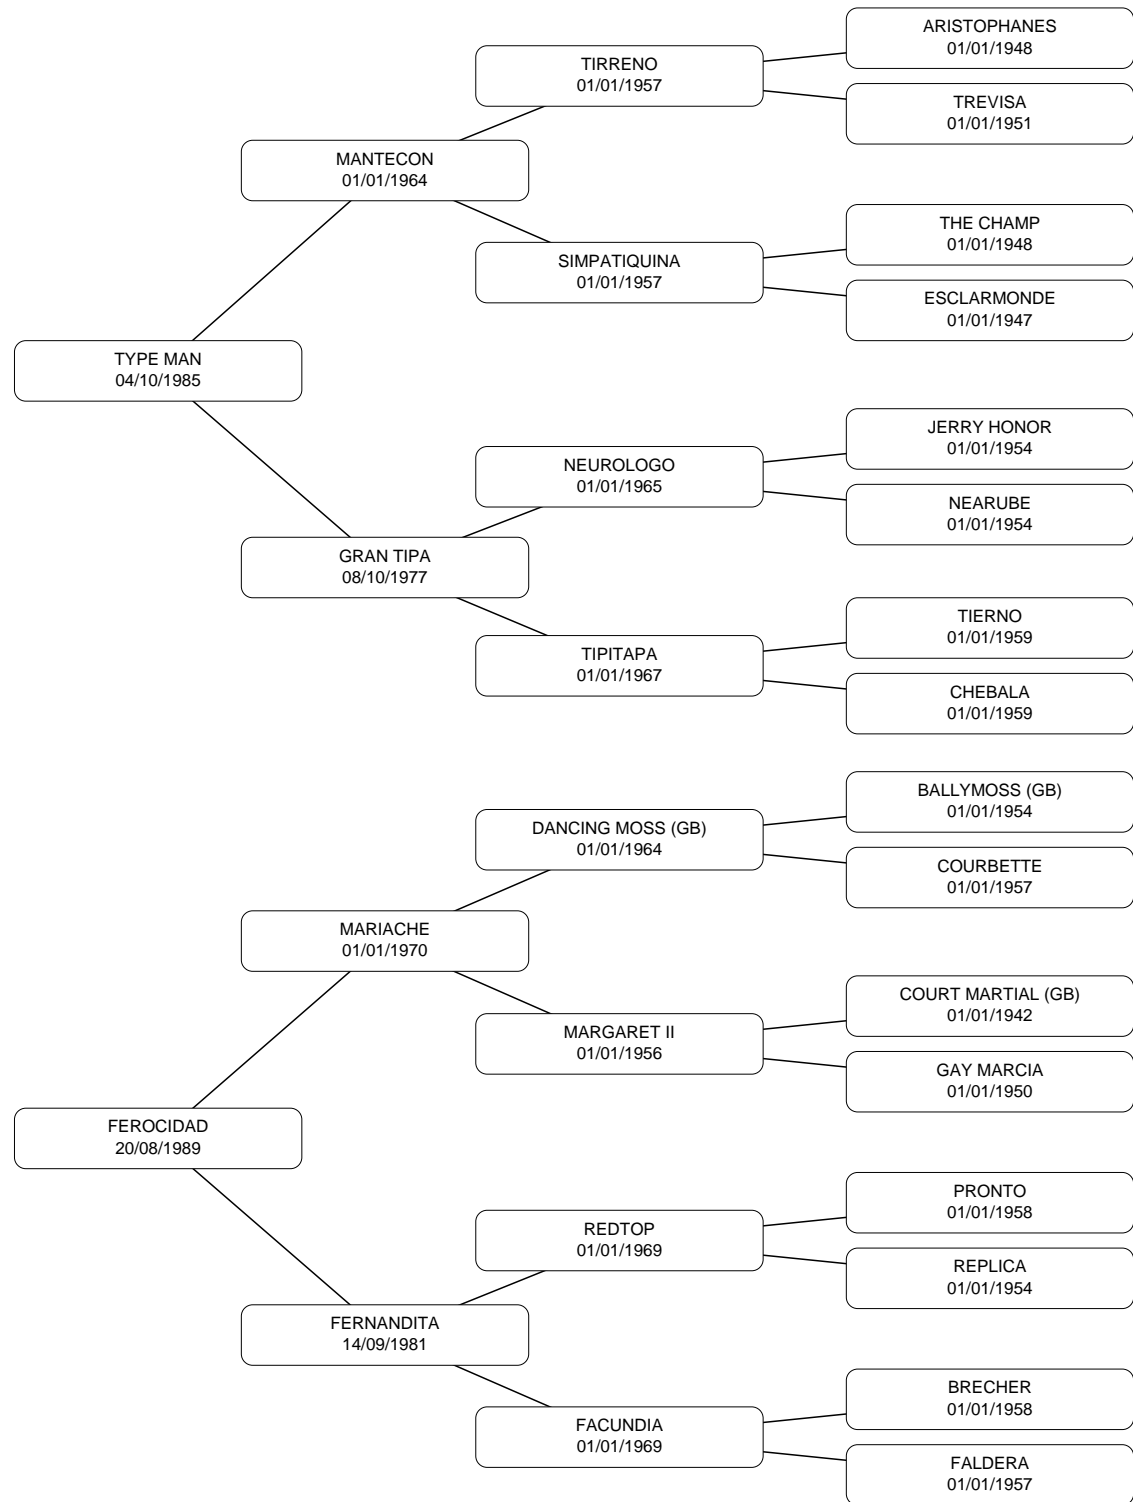 ARISTOPHANES
01/01/1948
TIRRENO
01/01/1957
TREVISA
01/01/1951
MANTECON
01/01/1964
THE CHAMP
01/01/1948
SIMPATIQUINA
01/01/1957
ESCLARMONDE
01/01/1947
TYPE MAN
04/10/1985
JERRY HONOR
01/01/1954
NEUROLOGO
01/01/1965
NEARUBE
01/01/1954
GRAN TIPA
08/10/1977
TIERNO
01/01/1959
TIPITAPA
01/01/1967
CHEBALA
01/01/1959
BALLYMOSS (GB)
01/01/1954
DANCING MOSS (GB)
01/01/1964
COURBETTE
01/01/1957
MARIACHE
01/01/1970
COURT MARTIAL (GB)
01/01/1942
MARGARET II
01/01/1956
GAY MARCIA
01/01/1950
FEROCIDAD
20/08/1989
PRONTO
01/01/1958
REDTOP
01/01/1969
REPLICA
01/01/1954
FERNANDITA
14/09/1981
BRECHER
01/01/1958
FACUNDIA
01/01/1969
FALDERA
01/01/1957